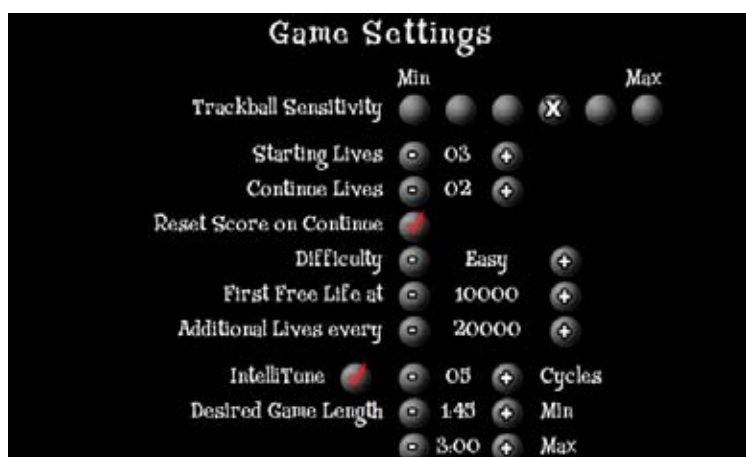 Game Settings
Min Max
Trackball Sensitivity X
Starting Lives - 03 +
Continue Lives - 02 +
Reset Score on Continue
Difficulty - Easy +
First Free Life at - 10000 +
Additional Lives every - 20000 +
IntelliTune - 05 + Cycles
Desired Game Length - 1:45 + Min
- 3:00 + Max